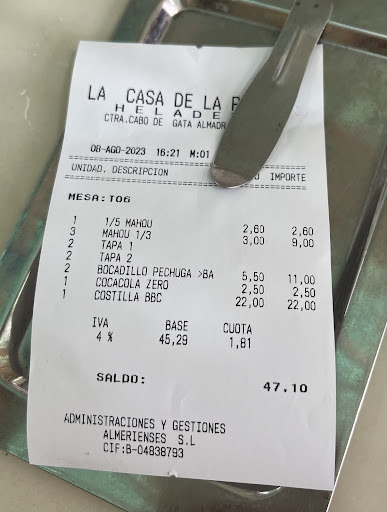 LA CASA DE LA
HELADE
CTRA.CABO DE GATA ALMADR
08-AGO-2023 16:21 M:01
UNIDAD. DESCRIPCION IMPORTE
MESA:T06
1 1/5 MAHOU 2,60 2,60
3 MAHOU 1/3 3,00 9,00
2 TAPA 1
2 TAPA 2
2 BOCADILLO PECHUGA >BA 5,50 11,00
1 COCACOLA ZERO 2,50 2,50
1 COSTILLA BBC 22,00 22,00
IVA BASE CUOTA
4 % 45,29 1,81
SALDO: 47.10
ADMINISTRACIONES Y GESTIONES
ALMERIENSES S.L
CIF:B-04838793